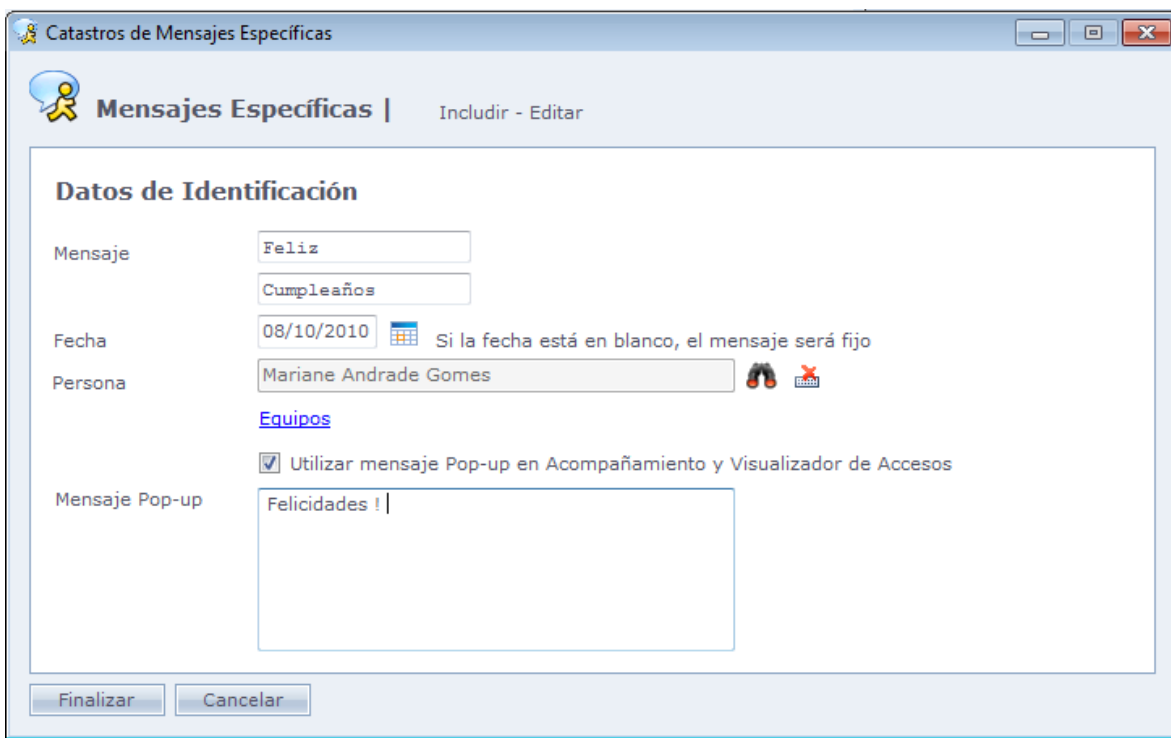 Catastros de Mensajes Específicas
Mensajes Específicas | Includir - Editar
Datos de Identificación
Mensaje Feliz
Cumpleaños
Fecha 08/10/2010 Si la fecha está en blanco, el mensaje será fijo
Persona Mariane Andrade Gomes
Equipos
Utilizar mensaje Pop-up en Acompañamiento y Visualizador de Accesos
Mensaje Pop-up Felicidades !
Finalizar Cancelar